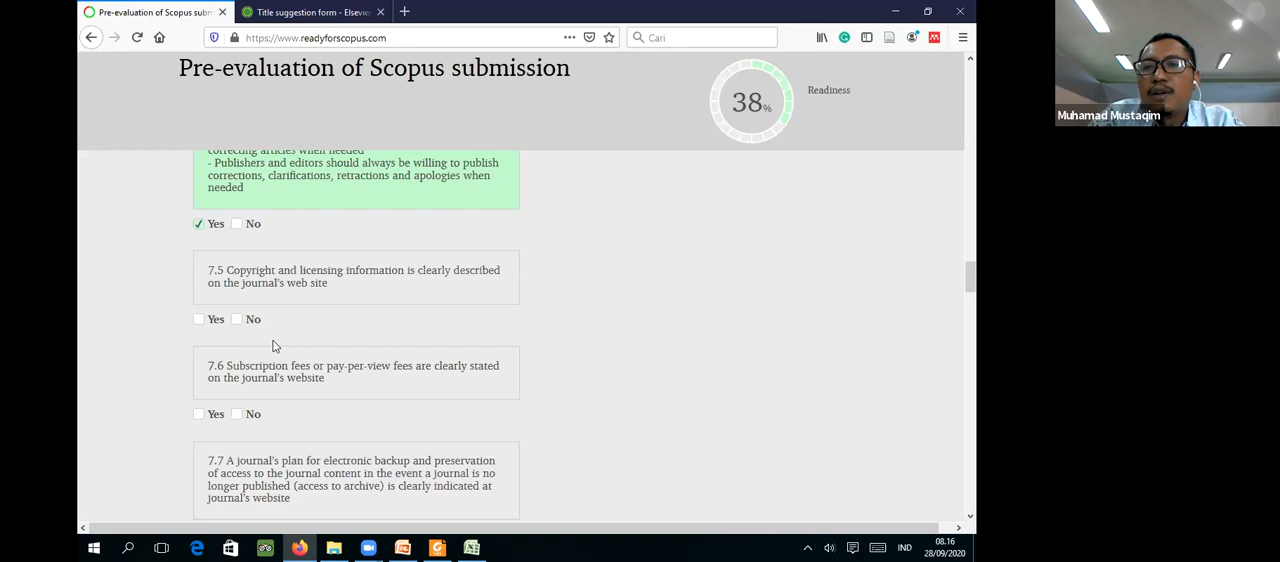 Pre-evaluation of Scopus subm
Title suggestion form - Elsevier
https://www.readyforscopus.com
Cari
Pre-evaluation of Scopus submission
38%
Readiness
Muhamad Mustaqim
correcting articles when needed
- Publishers and editors should always be willing to publish
corrections, clarifications, retractions and apologies when
needed
Yes No
7.5 Copyright and licensing information is clearly described
on the journal's web site
Yes No
7.6 Subscription fees or pay-per-view fees are clearly stated
on the journal's website
Yes No
7.7 A journal's plan for electronic backup and preservation
of access to the journal content in the event a journal is no
longer published (access to archive) is clearly indicated at
journal's website
IND
08.16
28/09/2020